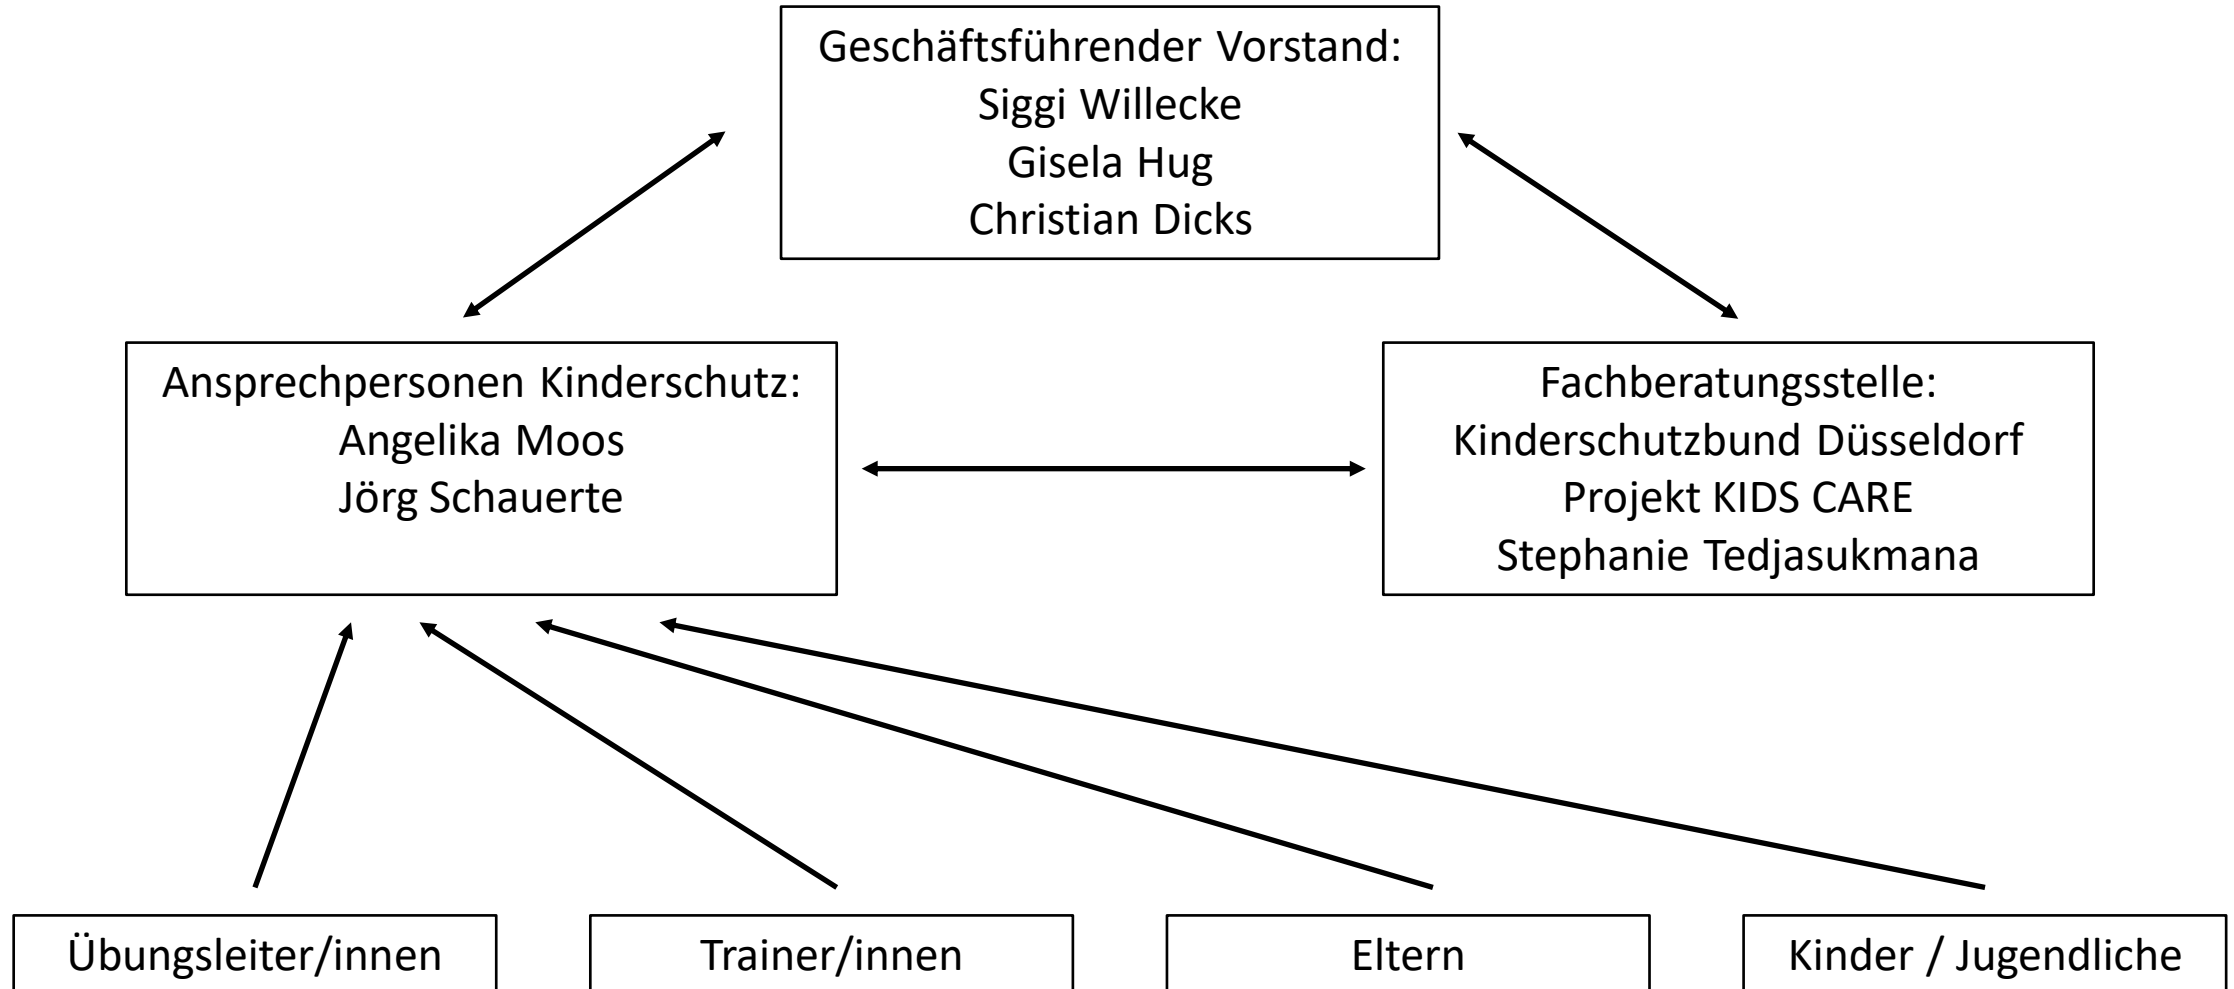 Geschäftsführender Vorstand:
Siggi Willecke
Gisela Hug
Christian Dicks
Ansprechpersonen Kinderschutz:
Angelika Moos
Jörg Schauerte
Fachberatungsstelle:
Kinderschutzbund Düsseldorf
Projekt KIDS CARE
Stephanie Tedjasukmana
Übungsleiter/innen
Trainer/innen
Eltern
Kinder / Jugendliche